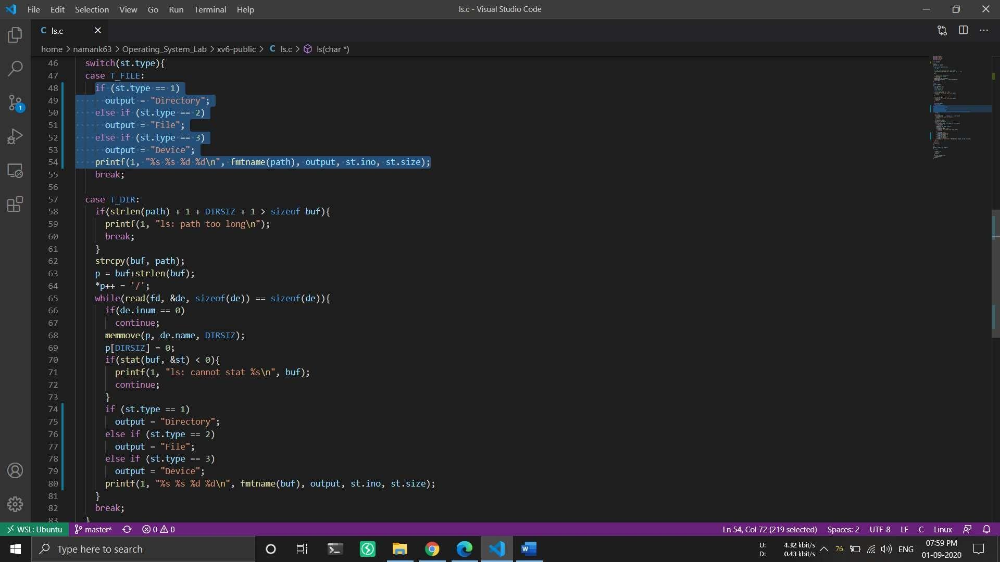 File Edit Selection View Go Run Terminal Help
ls.c - Visual Studio Code
C ls.c
home > namank63 > Operating_System_Lab > xv6-public > C ls.c > ls(char *)
46 switch(st.type){
47 case T_FILE:
48 if (st.type == 1)
49 output = "Directory";
50 else if (st.type == 2)
51 output = "File";
52 else if (st.type == 3)
53 output = "Device";
54 printf(1, "%s %s %d %d\n", fmtname(path), output, st.ino, st.size);
55 break;
56
57 case T_DIR:
58 if(strlen(path) + 1 + DIRSIZ + 1 > sizeof buf){
59 printf(1, "ls: path too long\n");
60 break;
61 }
62 strcpy(buf, path);
63 p = buf+strlen(buf);
64 *p++ = '/';
65 while(read(fd, &de, sizeof(de)) == sizeof(de)){
66 if(de.inum == 0)
67 continue;
68 memmove(p, de.name, DIRSIZ);
69 p[DIRSIZ] = 0;
70 if(stat(buf, &st) < 0){
71 printf(1, "ls: cannot stat %s\n", buf);
72 continue;
73 }
74 if (st.type == 1)
75 output = "Directory";
76 else if (st.type == 2)
77 output = "File";
78 else if (st.type == 3)
79 output = "Device";
80 printf(1, "%s %s %d %d\n", fmtname(buf), output, st.ino, st.size);
81 }
82 break;
83 }
1
WSL: Ubuntu master* 0 0 Ln 54, Col 72 (219 selected) Spaces: 2 UTF-8 LF C Linux
Type here to search
U: 4.32 kbit/s
D: 0.43 kbit/s
76 ENG
07:59 PM
01-09-2020